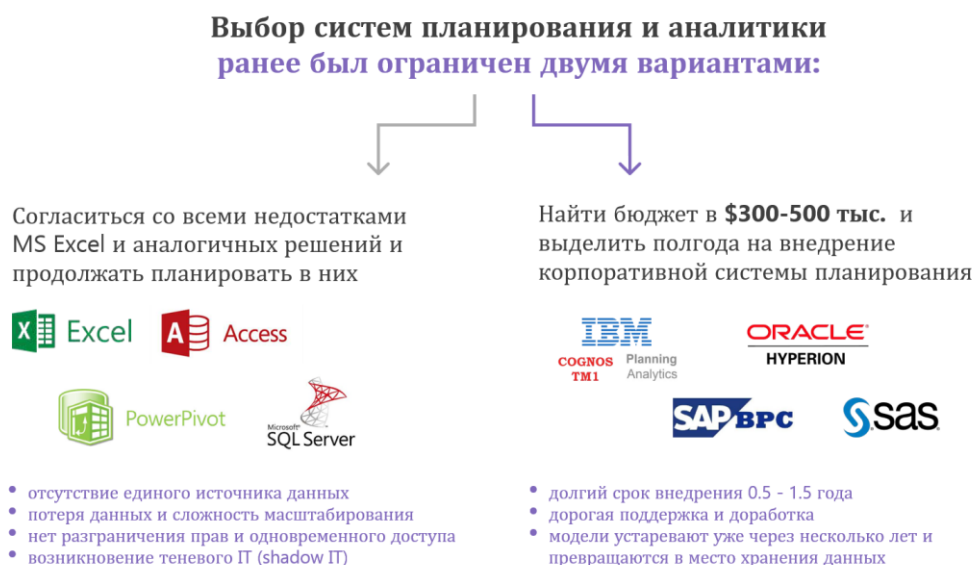 Выбор систем планирования и аналитики
ранее был ограничен двумя вариантами:
Согласиться со всеми недостатками
MS Excel и аналогичных решений и
продолжать планировать в них
X Excel
A Access
PowerPivot
Microsoft
SQL Server
• отсутствие единого источника данных
• потеря данных и сложность масштабирования
• нет разграничения прав и одновременного доступа
• возникновение теневого IT (shadow IT)
Найти бюджет в $300-500 тыс. и
выделить полгода на внедрение
корпоративной системы планирования
IBM
COGNOS
TM1
Planning
Analytics
ORACLE
HYPERION
SAP BPC
sas
• долгий срок внедрения 0.5 - 1.5 года
• дорогая поддержка и доработка
• модели устаревают уже через несколько лет и
превращаются в место хранения данных